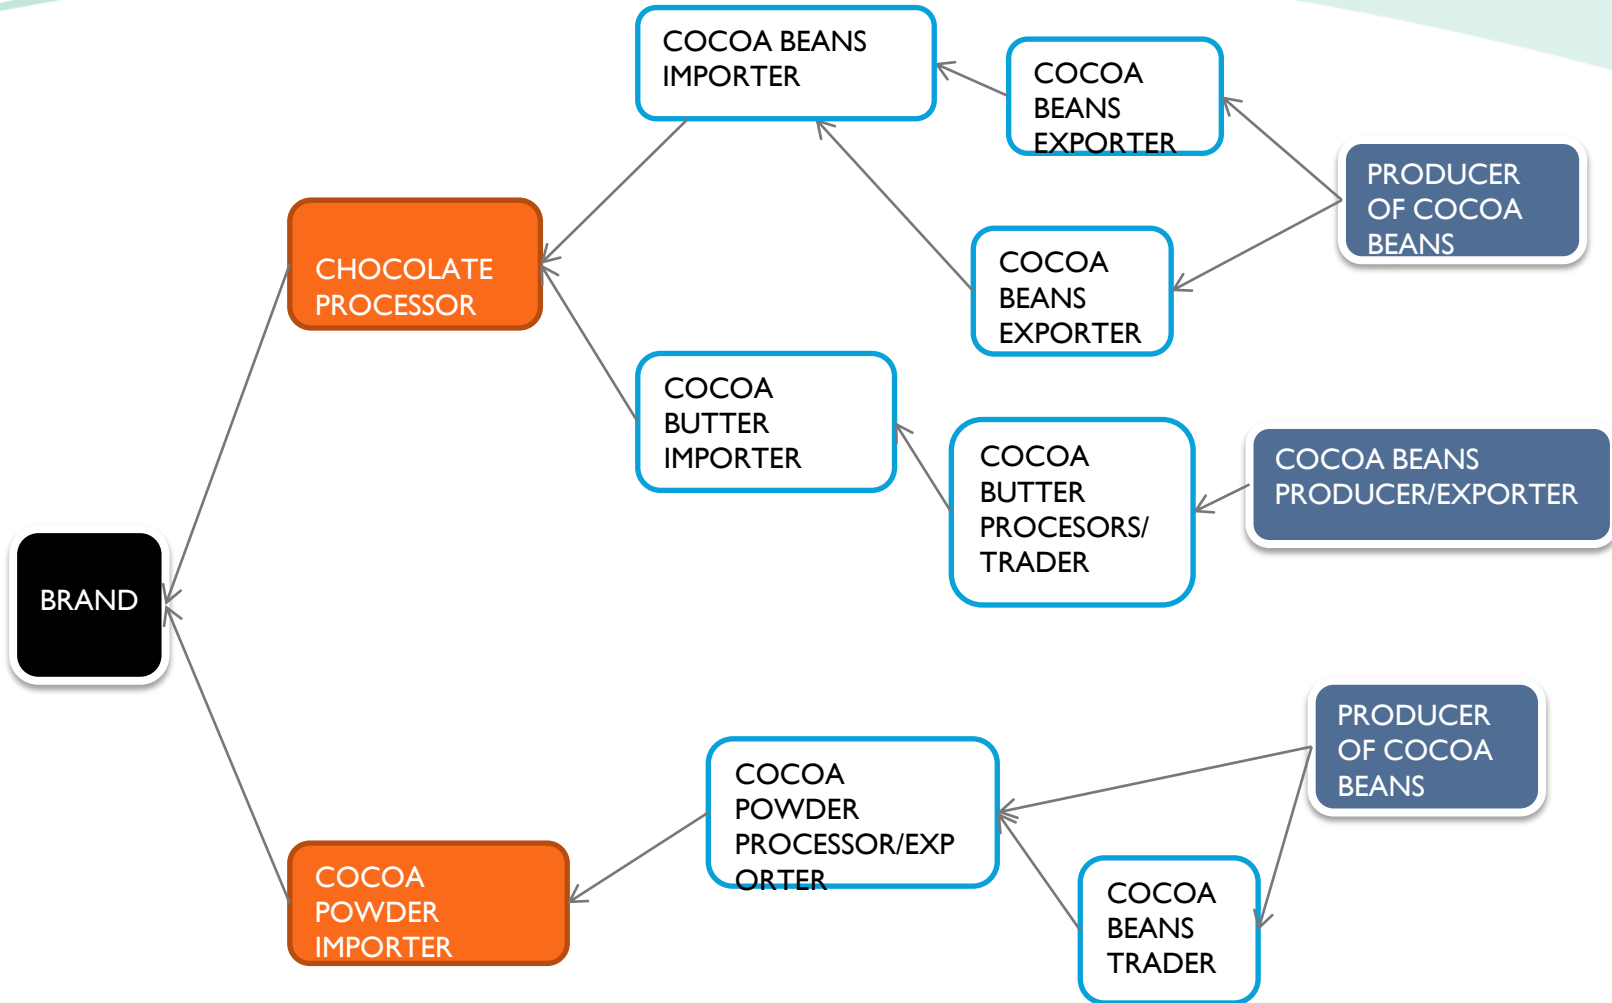 COCOA BEANS
IMPORTER
COCOA
BEANS
EXPORTER
PRODUCER
OF COCOA
BEANS
CHOCOLATE
PROCESSOR
COCOA
BEANS
EXPORTER
COCOA
BUTTER
IMPORTER
COCOA
BUTTER
PROCESORS/
TRADER
COCOA BEANS
PRODUCER/EXPORTER
BRAND
PRODUCER
OF COCOA
BEANS
COCOA
POWDER
PROCESSOR/EXP
ORTER
COCOA
POWDER
IMPORTER
COCOA
BEANS
TRADER